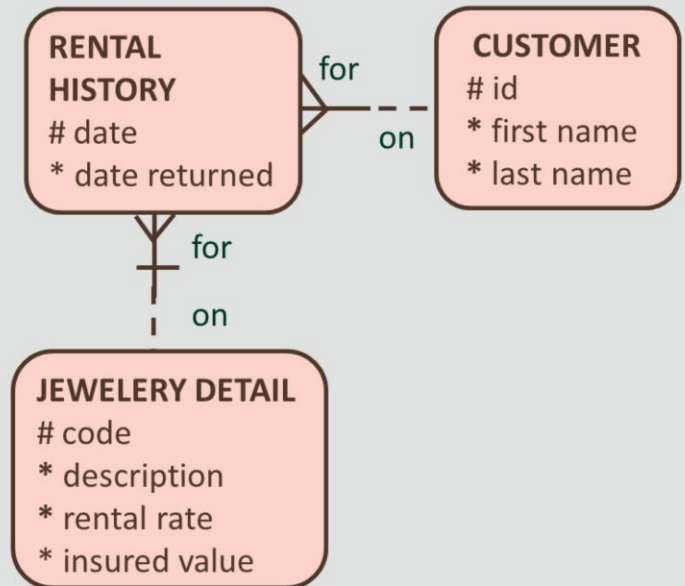 RENTAL
HISTORY
# date
* date returned
for
on
CUSTOMER
# id
* first name
* last name
for
on
JEWELERY DETAIL
# code
* description
* rental rate
* insured value